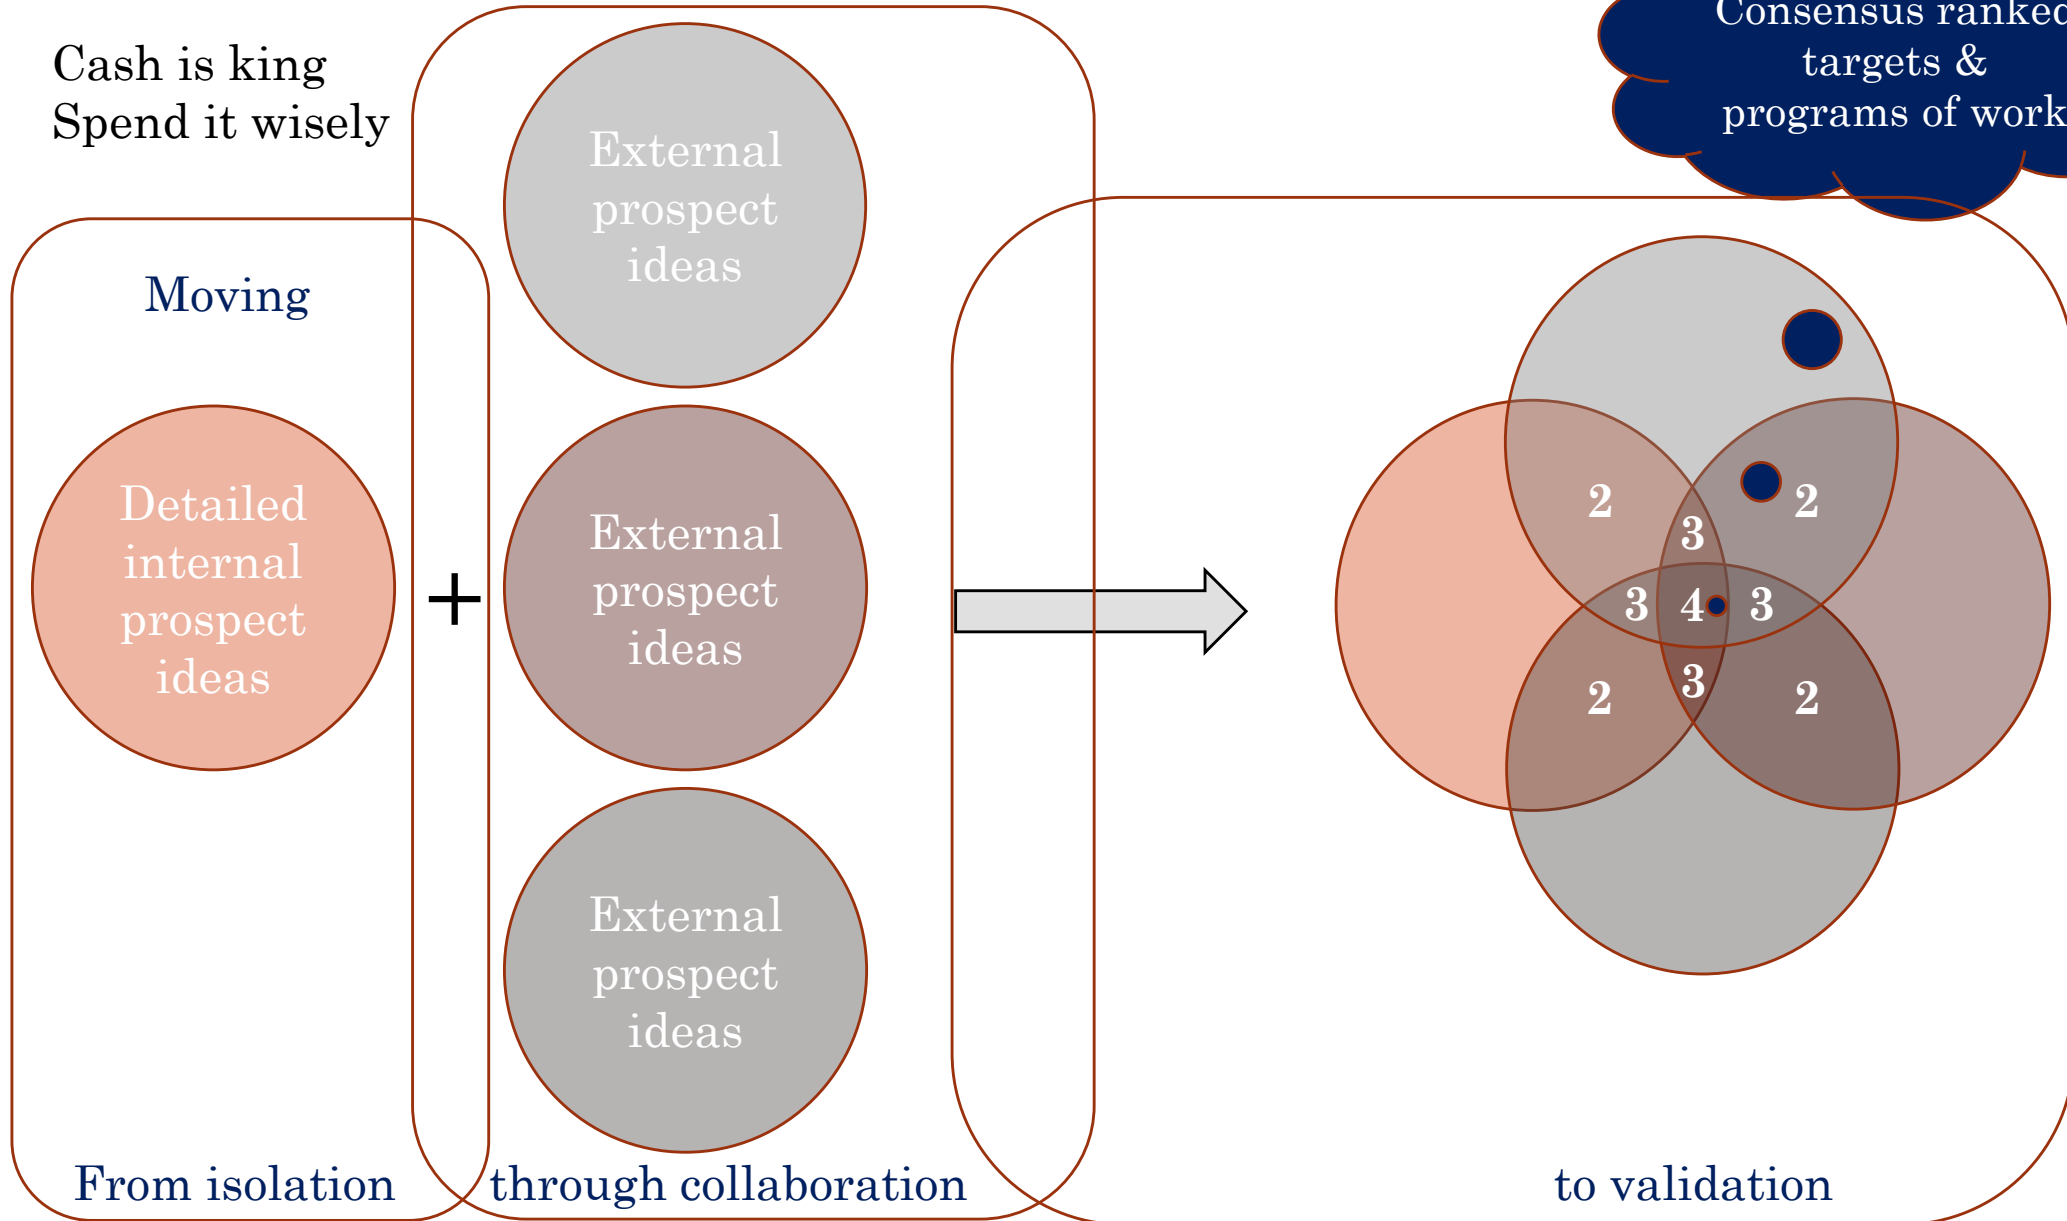 Cash is king
Spend it wisely
Consensus ranked
targets &
programs of work
Moving
Detailed
internal
prospect
ideas
+
External
prospect
ideas
External
prospect
ideas
External
prospect
ideas
2
2
3
3
4
3
3
2
2
From isolation
through collaboration
to validation